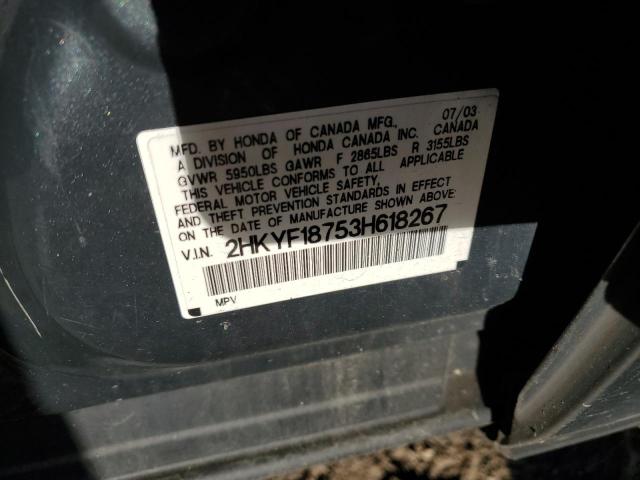 07/03
MFD. BY HONDA OF CANADA MFG.,
A DIVISION OF HONDA CANADA INC. CANADA
GVWR 5950LBS GAWR F 2865LBS R 3155LBS
THIS VEHICLE CONFORMS TO ALL APPLICABLE
FEDERAL MOTOR VEHICLE SAFETY,
AND THEFT PREVENTION STANDARDS IN EFFECT
ON THE DATE OF MANUFACTURE SHOWN ABOVE.
V.I.N. 2HKYF18753H618267
MPV